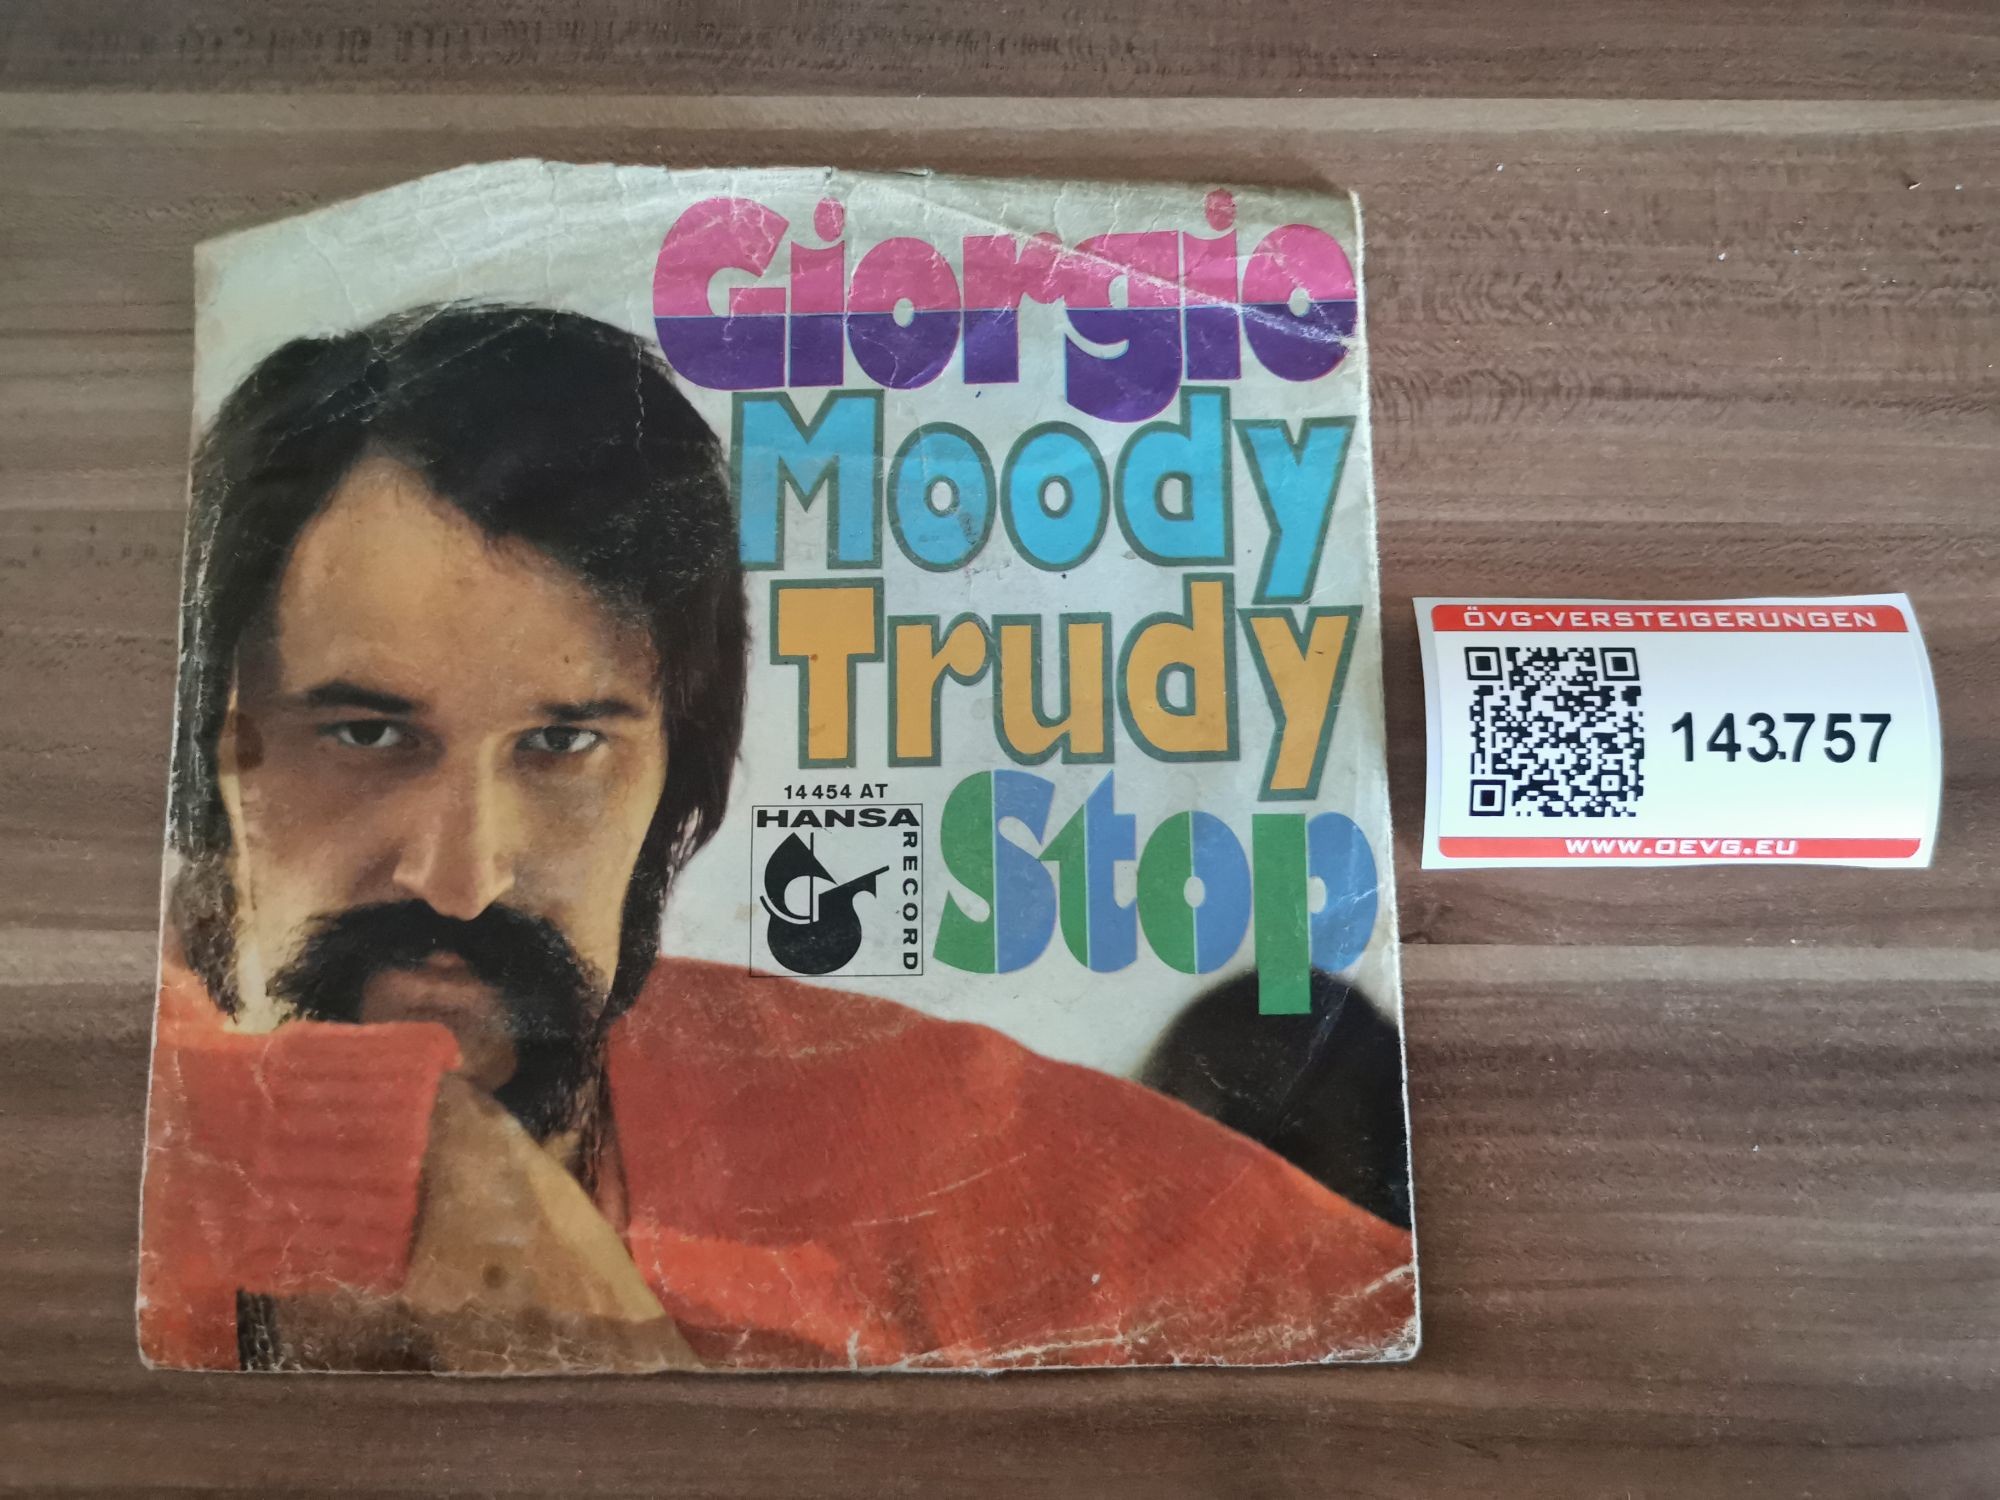 Giorgio
Moody
Trudy
Stop
14 454 AT
HANSA
RECORD
ÖVG-VERSTEIGERUNGEN
143.757
WWW.OEVG.EU